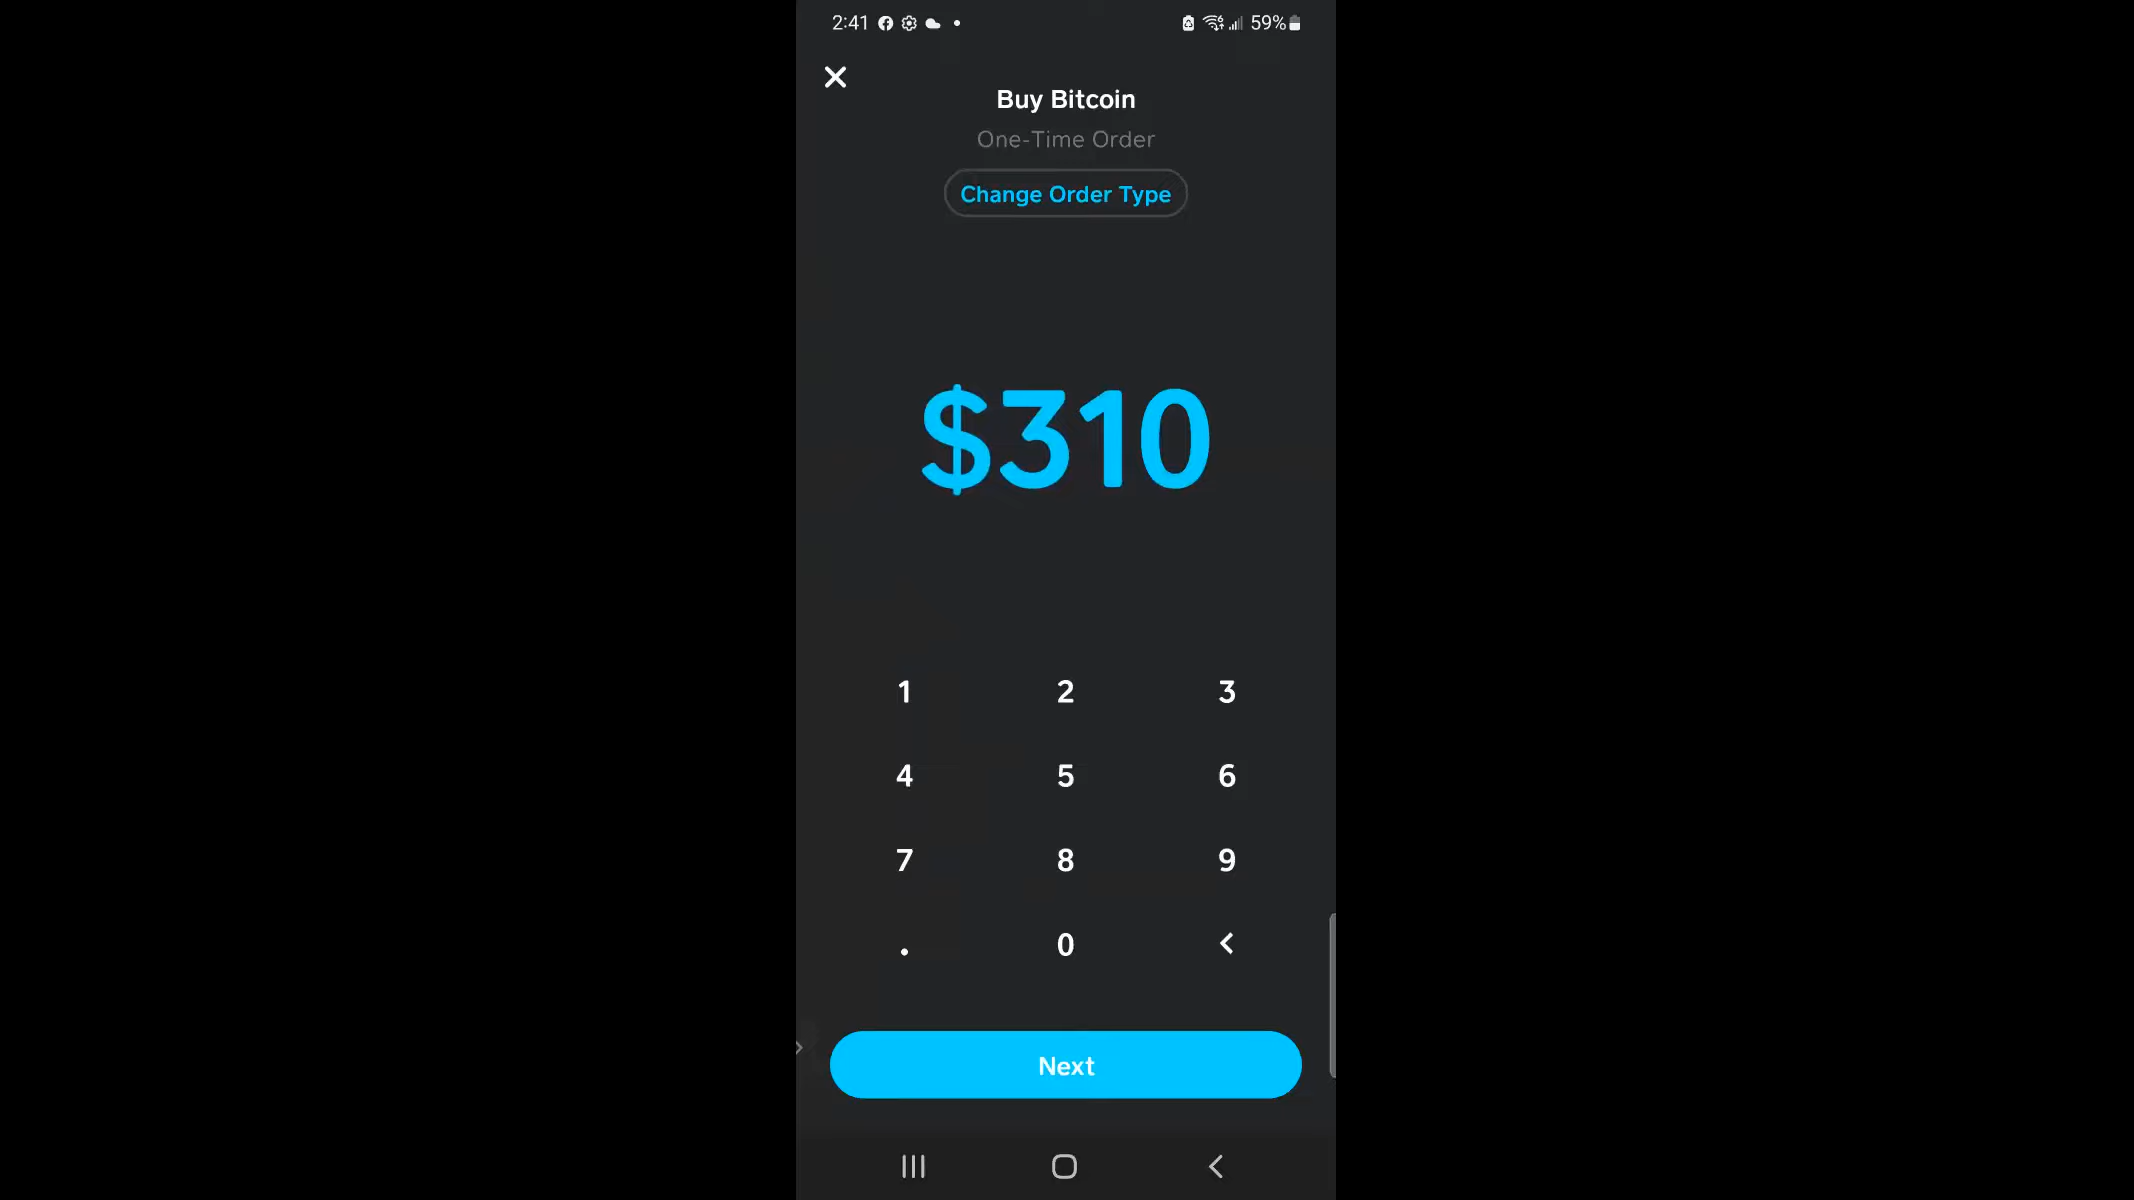 2:41 59%
Buy Bitcoin
One-Time Order
Change Order Type
$310
1 2 3
4 5 6
7 8 9
. 0 <
Next